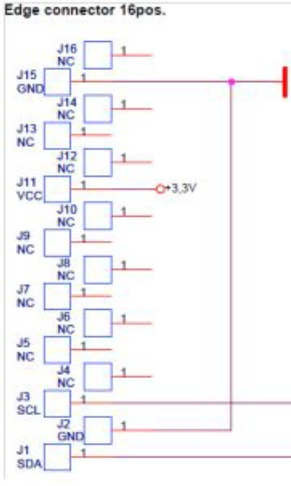 Edge connector 16pos.
J16
NC
1
J15
GND
1
J14
NC
1
J13
NC
1
J12
NC
1
J11
VCC
1
+3,3V
J10
NC
1
J9
NC
1
J8
NC
1
J7
NC
1
J6
NC
1
J5
NC
1
J4
NC
1
J3
SCL
1
J2
GND
1
J1
SDA
1